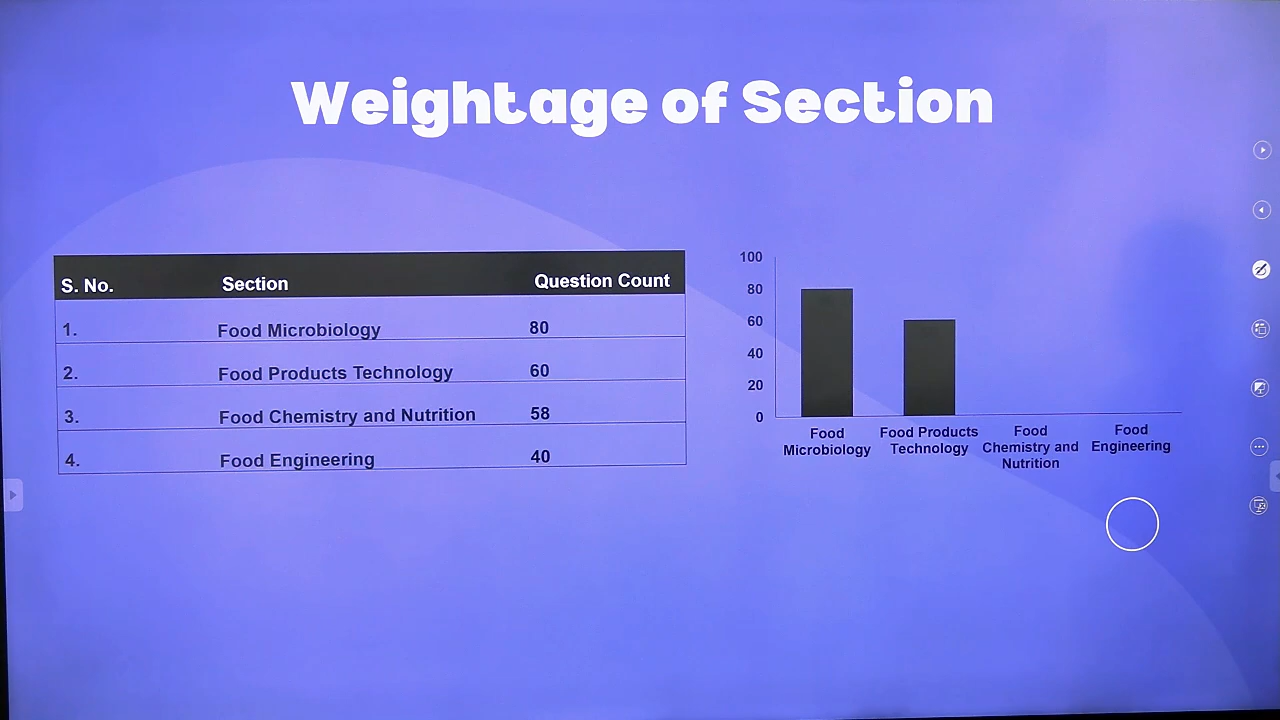 Weightage of Section
S. No. Section Question Count
1. Food Microbiology 80
2. Food Products Technology 60
3. Food Chemistry and Nutrition 58
4. Food Engineering 40
100
80
60
40
20
0
Food Microbiology
Food Products Technology
Food Chemistry and Nutrition
Food Engineering